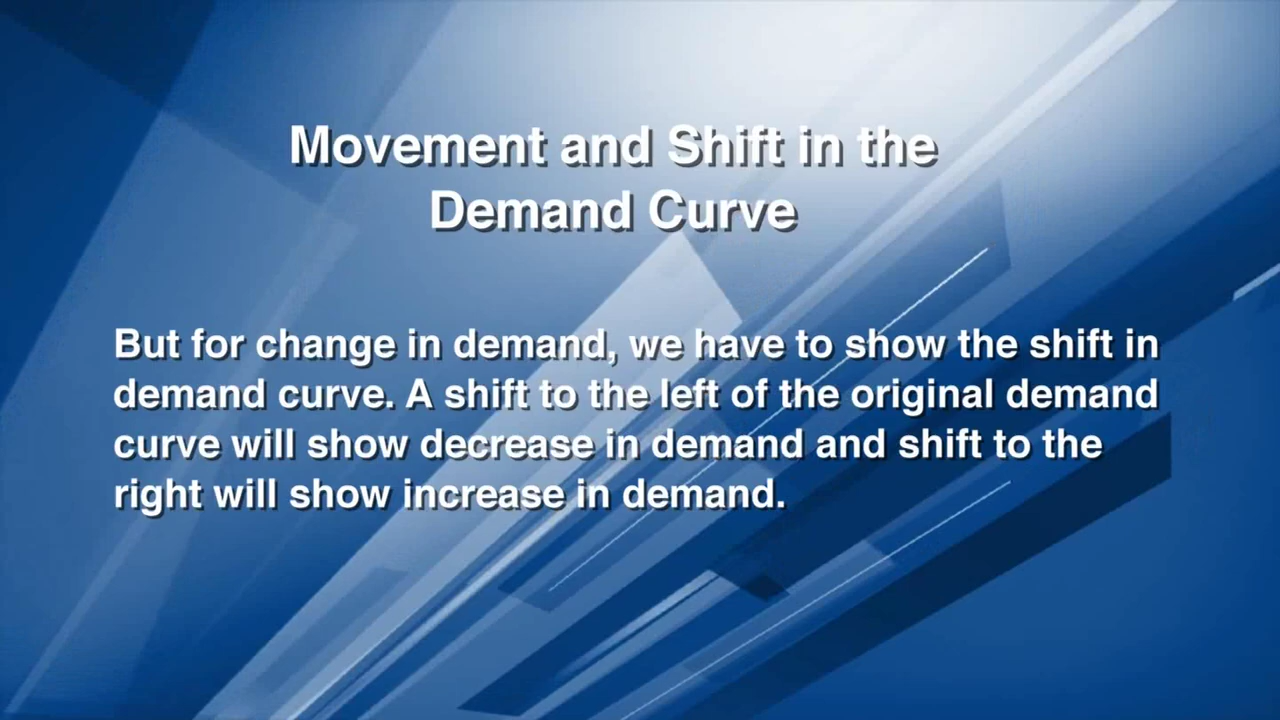 Movement and Shift in the
Demand Curve
But for change in demand, we have to show the shift in
demand curve. A shift to the left of the original demand
curve will show decrease in demand and shift to the
right will show increase in demand.